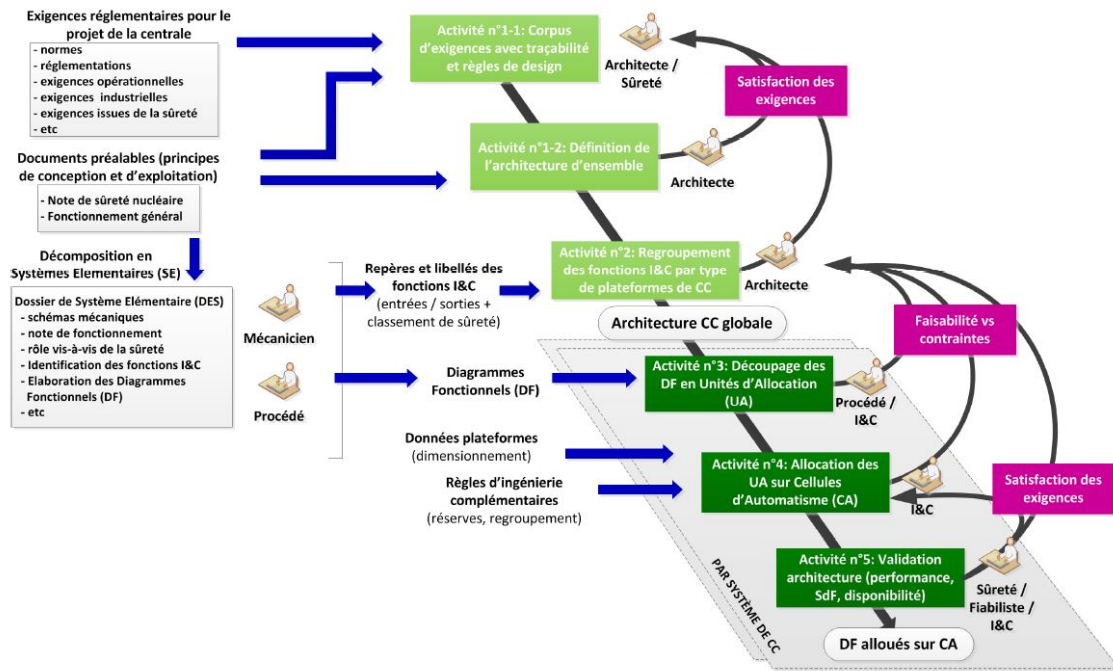 Exigences réglementaires pour le
projet de la centrale
- normes
- réglementations
- exigences opérationnelles
- exigences industrielles
- exigences issues de la sûreté
- etc
Documents préalables (principes
de conception et d'exploitation)
- Note de sûreté nucléaire
- Fonctionnement général
Décomposition en
Systèmes Elementaires (SE)
Dossier de Système Elémentaire (DES)
- schémas mécaniques
- note de fonctionnement
- rôle vis-à-vis de la sûreté
- Identification des fonctions I&C
- Elaboration des Diagrammes
Fonctionnels (DF)
- etc
Mécanicien
Procédé
Repères et libellés des
fonctions I&C
(entrées / sorties +
classement de sûreté)
Diagrammes
Fonctionnels (DF)
Données plateformes
(dimensionnement)
Règles d'ingénierie
complémentaires
(réserves, regroupement)
Activité n°1-1: Corpus
d'exigences avec traçabilité
et règles de design
Architecte /
Sûreté
Satisfaction des
exigences
Activité n°1-2: Définition de
l'architecture d'ensemble
Architecte
Activité n°2: Regroupement
des fonctions I&C par type
de plateformes de CC
Architecte
Architecture CC globale
Faisabilité vs
contraintes
Activité n°3: Découpage des
DF en Unités d'Allocation
(UA)
Procédé /
I&C
Activité n°4: Allocation des
UA sur Cellules
d'Automatisme (CA)
I&C
Satisfaction des
exigences
Activité n°5: Validation
architecture (performance,
SdF, disponibilité)
Sûreté /
Fiabiliste /
I&C
PAR SYSTÈME DE CC
DF alloués sur CA